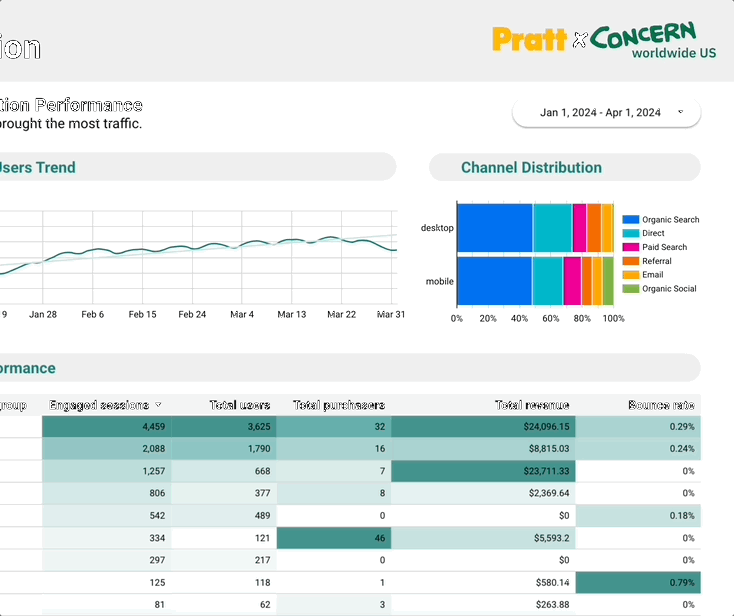 ion
Pratt x CONCERN
worldwide US
tion Performance
brought the most traffic.
Jan 1, 2024 - Apr 1, 2024
Users Trend
Channel Distribution
desktop
mobile
Organic Search
Direct
Paid Search
Referral
Email
Organic Social
0% 20% 40% 60% 80% 100%
9 Jan 28 Feb 6 Feb 15 Feb 24 Mar 4 Mar 13 Mar 22 Mar 31
ormance
group Engaged sessions Total users Total purchasers Total revenue Bounce rate
4,459 3,625 32 $24,096.15 0.29%
2,088 1,790 16 $8,815.03 0.24%
1,257 668 7 $23,711.33 0%
806 377 8 $2,369.64 0%
542 489 0 $0 0.18%
334 121 46 $5,593.2 0%
297 217 0 $0 0%
125 118 1 $580.14 0.79%
81 62 3 $263.88 0%